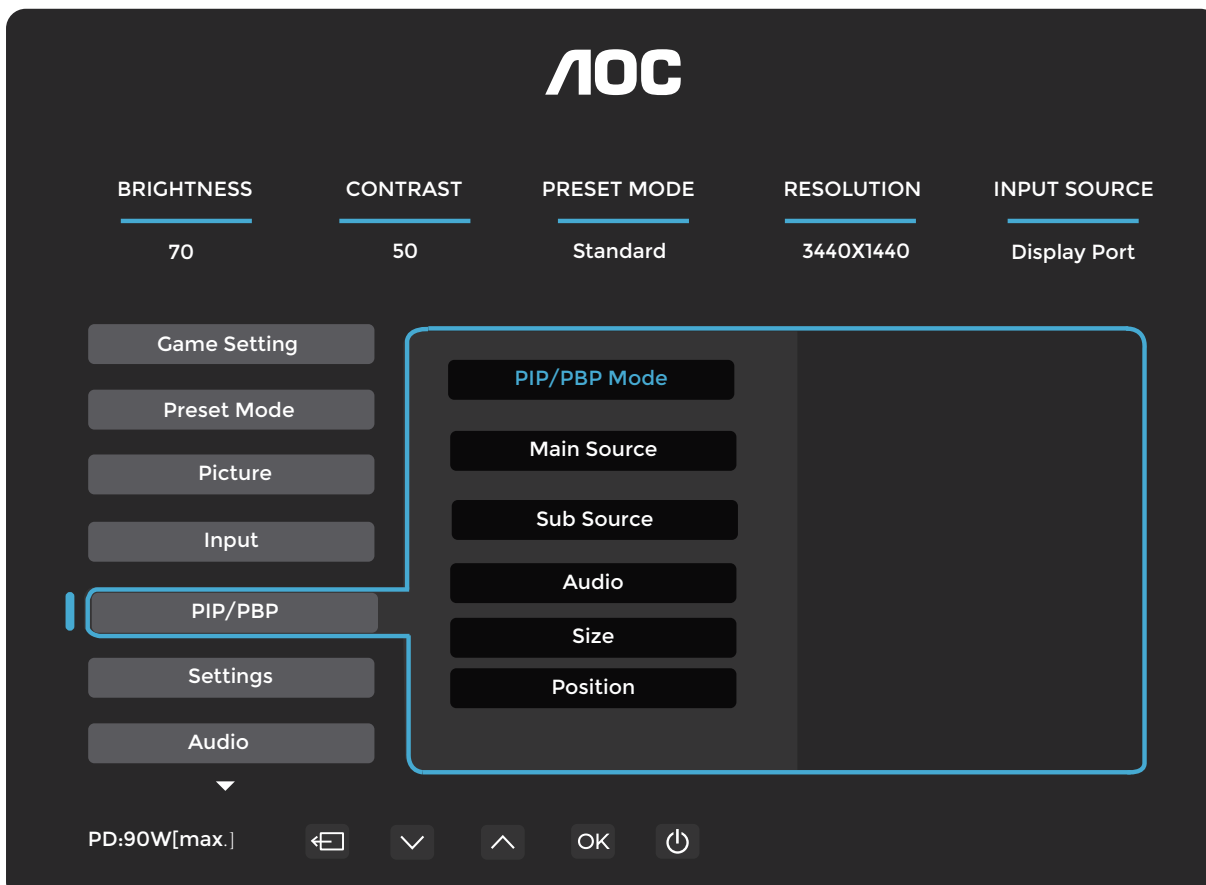 AOC
BRIGHTNESS CONTRAST PRESET MODE RESOLUTION INPUT SOURCE
70 50 Standard 3440X1440 Display Port
Game Setting
Preset Mode
Picture
Input
PIP/PBP
Settings
Audio
PIP/PBP Mode
Main Source
Sub Source
Audio
Size
Position
PD:90W[max.]
OK